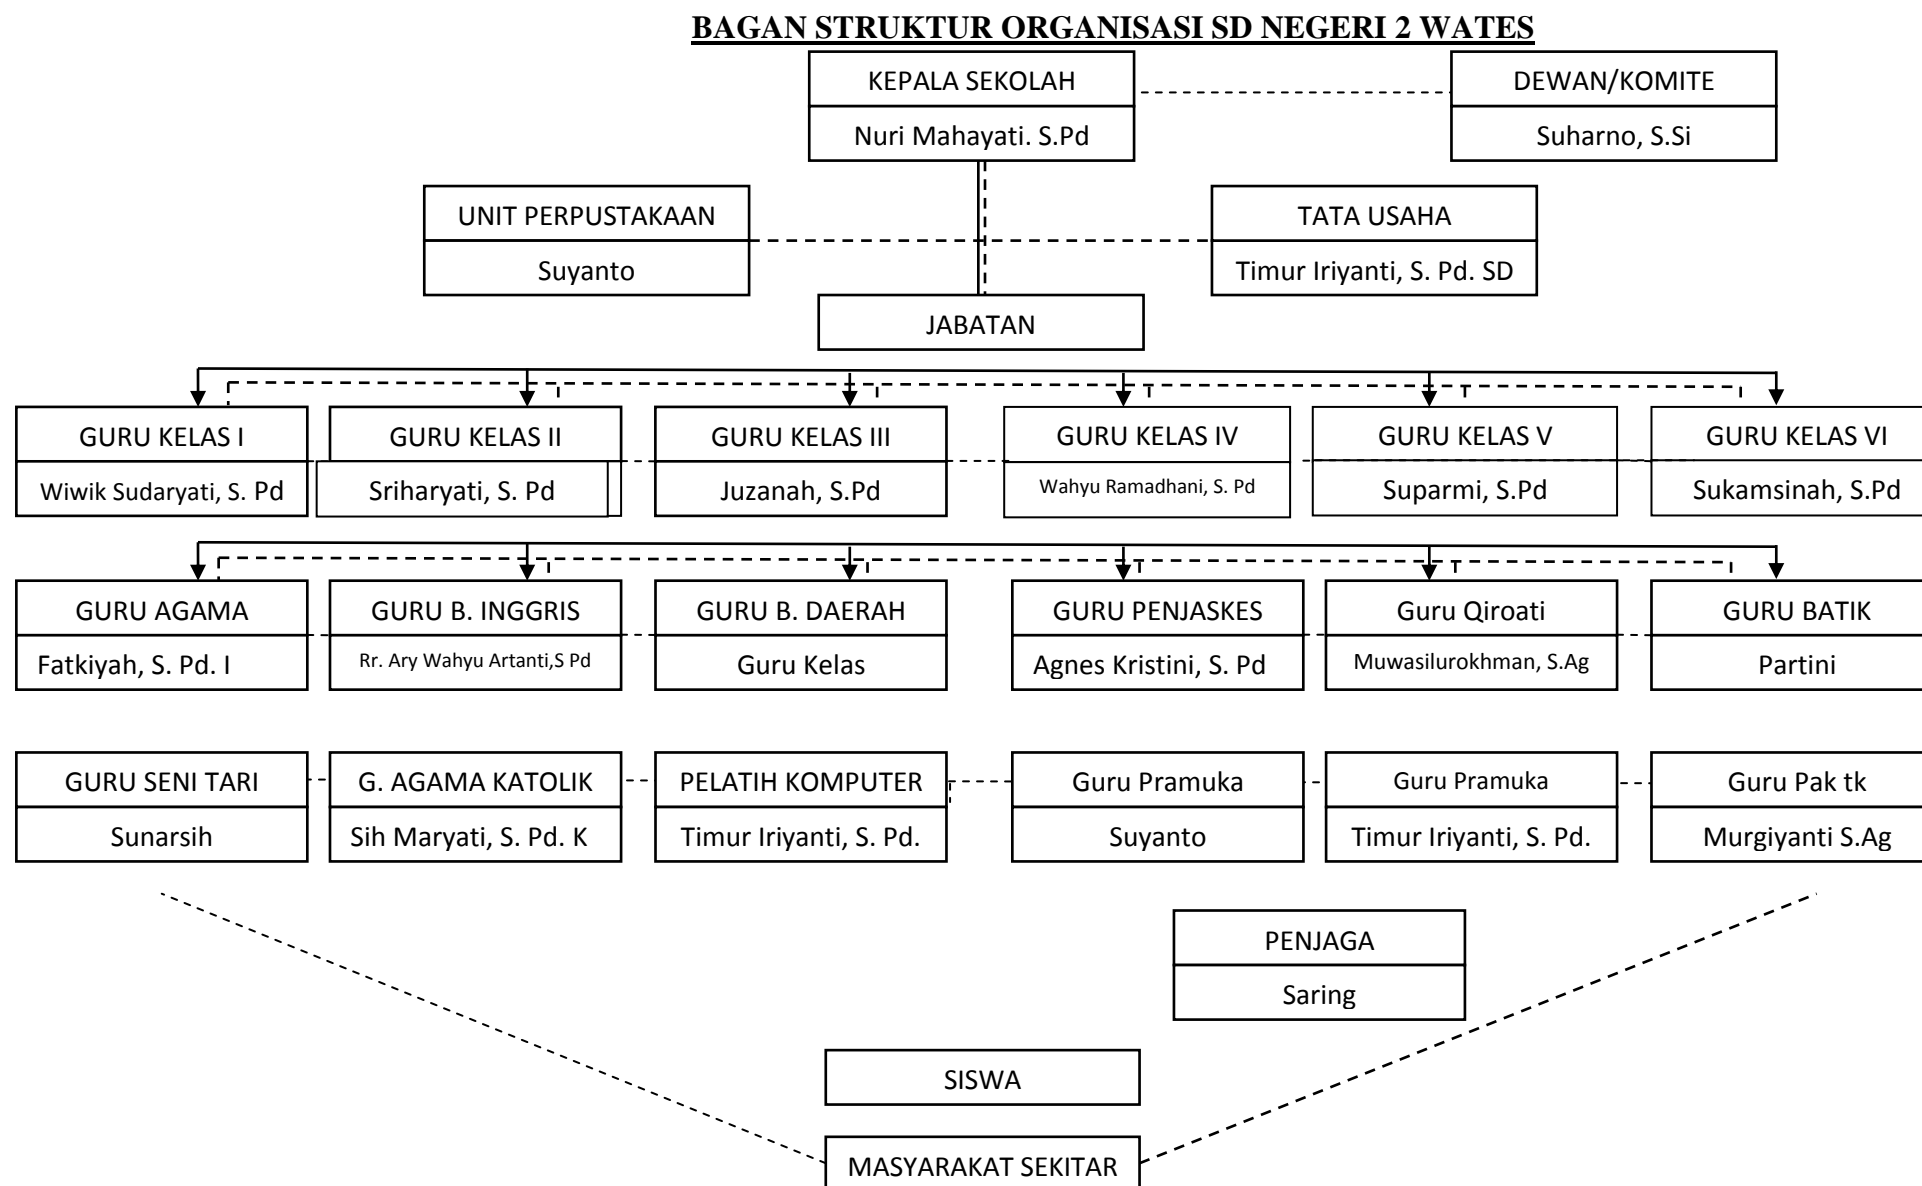 BAGAN STRUKTUR ORGANISASI SD NEGERI 2 WATES
KEPALA SEKOLAH
Nuri Mahayati. S.Pd
DEWAN/KOMITE
Suharno, S.Si
UNIT PERPUSTAKAAN
Suyanto
TATA USAHA
Timur Iriyanti, S. Pd. SD
JABATAN
GURU KELAS I
Wiwik Sudaryati, S. Pd
GURU KELAS II
Sriharyati, S. Pd
GURU KELAS III
Juzanah, S.Pd
GURU KELAS IV
Wahyu Ramadhani, S. Pd
GURU KELAS V
Suparmi, S.Pd
GURU KELAS VI
Sukamsinah, S.Pd
GURU AGAMA
Fatkiyah, S. Pd. I
GURU B. INGGRIS
Rr. Ary Wahyu Artanti,S Pd
GURU B. DAERAH
Guru Kelas
GURU PENJASKES
Agnes Kristini, S. Pd
Guru Qiroati
Muwasilurokhman, S.Ag
GURU BATIK
Partini
GURU SENI TARI
Sunarsih
G. AGAMA KATOLIK
Sih Maryati, S. Pd. K
PELATIH KOMPUTER
Timur Iriyanti, S. Pd.
Guru Pramuka
Suyanto
Guru Pramuka
Timur Iriyanti, S. Pd.
Guru Pak tk
Murgiyanti S.Ag
PENJAGA
Saring
SISWA
MASYARAKAT SEKITAR